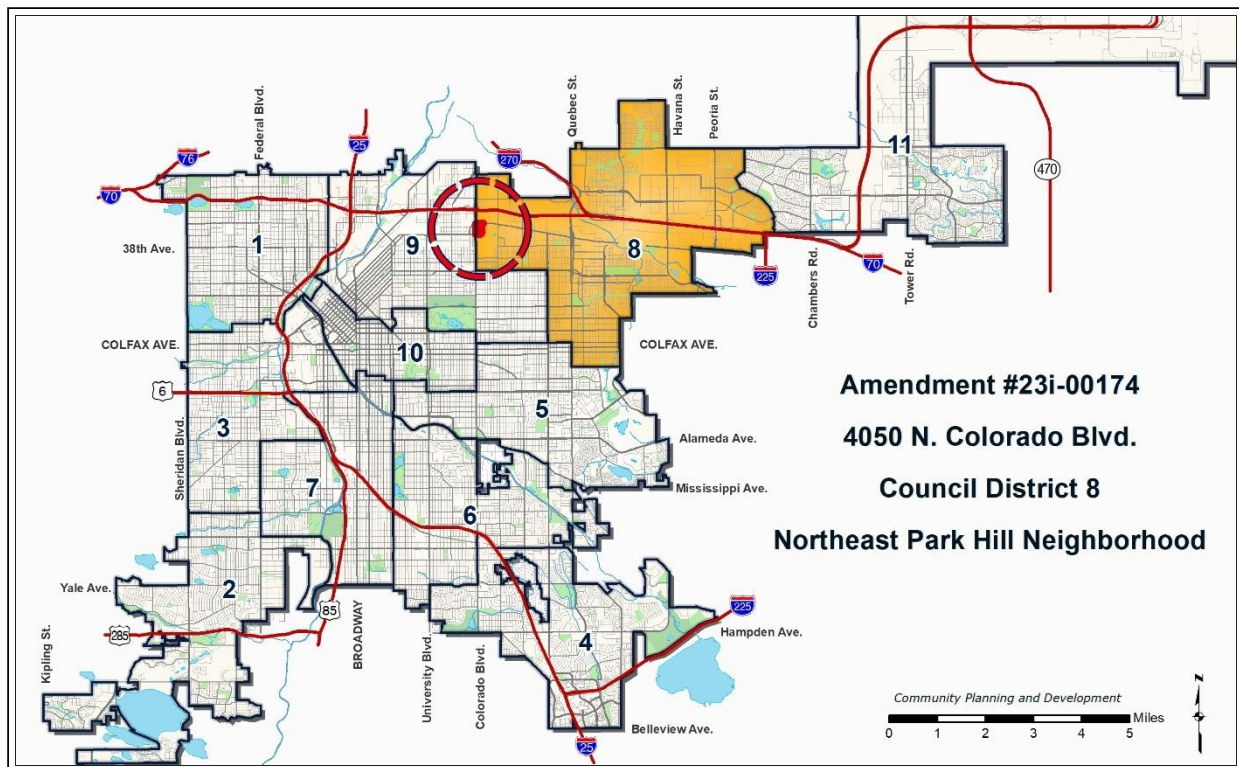 Federal Blvd.
Quebec St.
Havana St.
Peoria St.
76
25
270
11
70
470
38th Ave.
1
9
8
225
70
Chambers Rd.
Tower Rd.
COLFAX AVE.
10
COLFAX AVE.
6
Amendment #23i-00174
4050 N. Colorado Blvd.
Council District 8
Northeast Park Hill Neighborhood
3
5
Sheridan Blvd.
Alameda Ave.
7
Mississippi Ave.
6
Yale Ave.
2
85
BROADWAY
University Blvd.
Colorado Blvd.
225
285
4
Hampden Ave.
Kipling St.
Community Planning and Development
Miles
0 1 2 3 4 5
Belleview Ave.
25
N